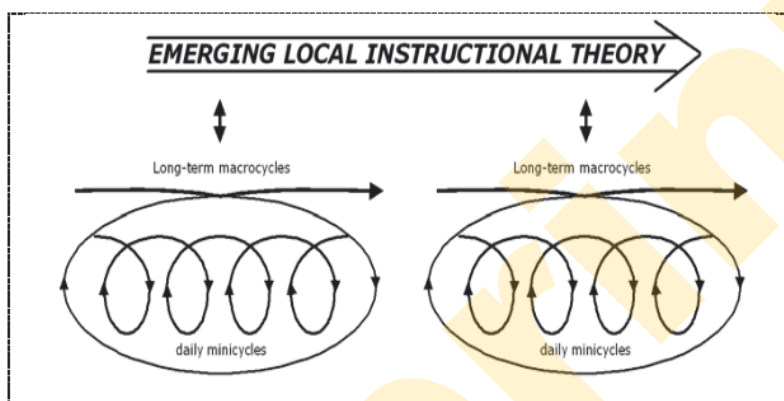 EMERGING LOCAL INSTRUCTIONAL THEORY
Long-term macrocycles
Long-term macrocycles
daily minicycles
daily minicycles